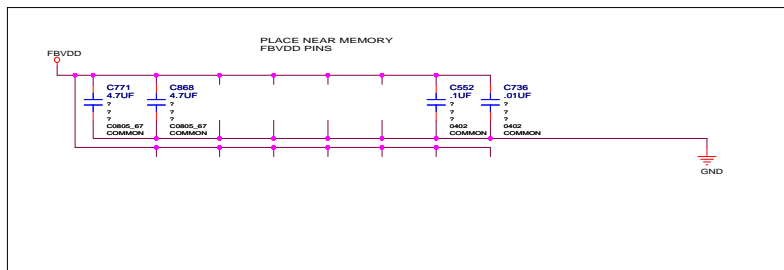 PLACE NEAR MEMORY
FBVDD PINS
FBVDD
C771
4.7UF
?
?
?
C0805_67
COMMON
C868
4.7UF
?
?
?
C0805_67
COMMON
C552
.1UF
?
?
?
0402
COMMON
C736
.01UF
?
?
?
0402
COMMON
GND